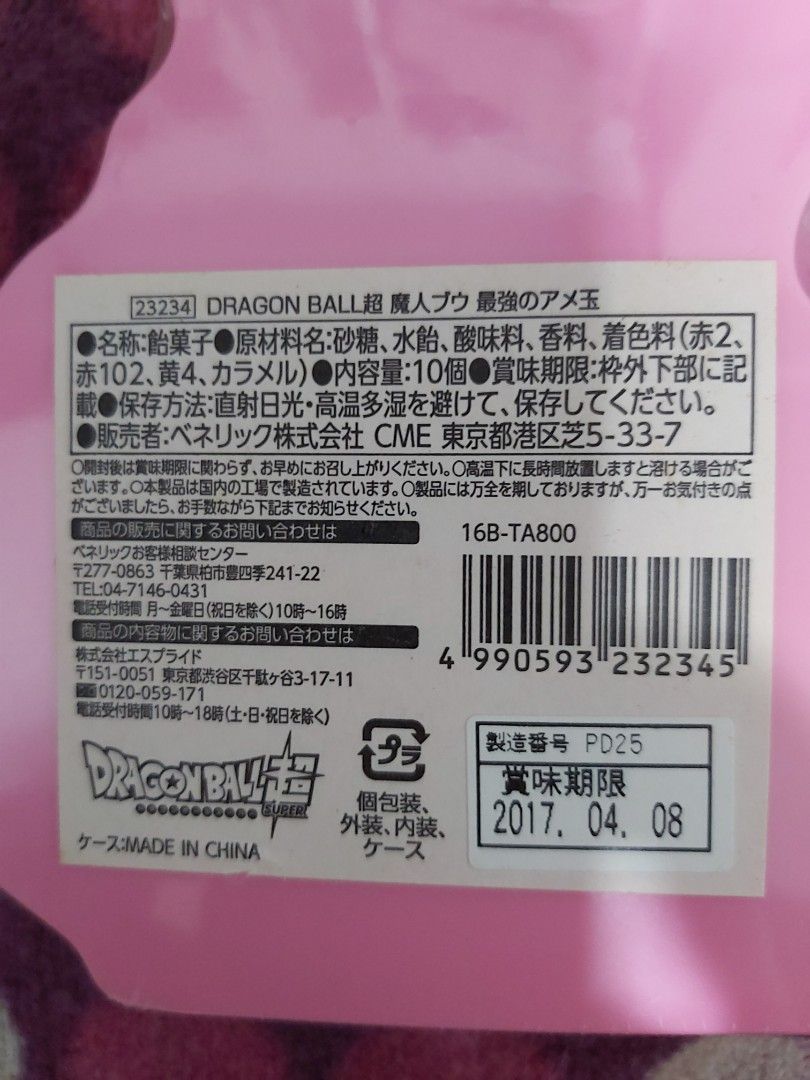 23234 DRAGON BALL超 魔人ブウ 最強のアメ玉
●名称:飴菓子●原材料名:砂糖、水飴、酸味料、香料、着色料(赤2、
赤102、黄4、カラメル)●内容量:10個●賞味期限:枠外下部に記
載●保存方法:直射日光・高温多湿を避けて、保存してください。
●販売者:ベネリック株式会社 CME 東京都港区芝5-33-7
○開封後は賞味期限に関わらず、お早めにお召し上がりください。○高温下に長時間放置しますと溶ける場合がご
ざいます。○本製品は国内の工場で製造されています。○製品には万全を期しておりますが、万一お気付きの点
がございましたら、お手数ながら下記までお知らせください。
商品の販売に関するお問い合わせは
ベネリックお客様相談センター
〒277-0863 千葉県柏市豊四季241-22
TEL:04-7146-0431
電話受付時間 月〜金曜日(祝日を除く)10時〜16時
商品の内容物に関するお問い合わせは
株式会社エスプライド
〒151-0051 東京都渋谷区千駄ヶ谷3-17-11
0120-059-171
電話受付時間10時〜18時(土・日・祝日を除く)
16B-TA800
4 990593 232345
DRAGONBALL超
SUPER
ケース:MADE IN CHINA
プラ
個包装、
外装、内装、
ケース
製造番号 PD25
賞味期限
2017. 04. 08